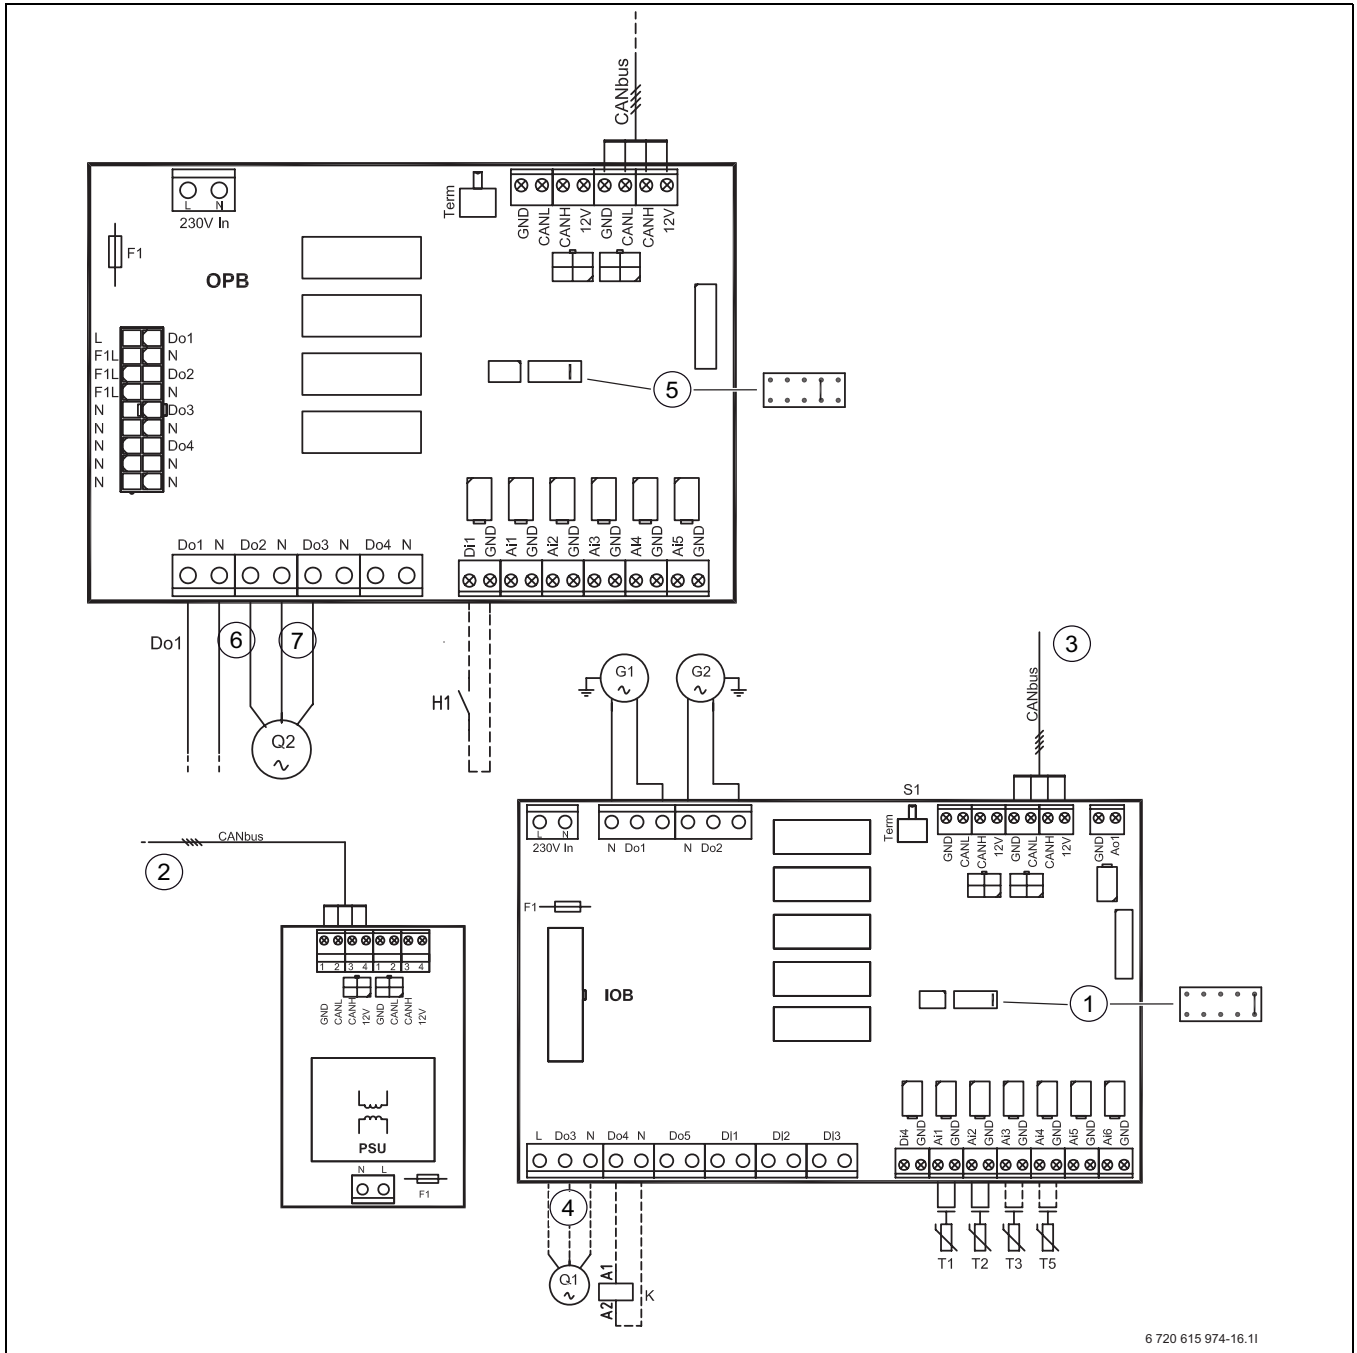 CANbus
L N
230V In
Term
GND CANL CANH 12V GND CANL CANH 12V
F1
OPB
L Do1
F1L N
F1L Do2
F1L N
N Do3
N N
N Do4
N N
N N
5
Di1 GND Ai1 GND Ai2 GND Ai3 GND AI4 GND Ai5 GND
Do1 N Do2 N Do3 N Do4 N
Do1
6
7
Q2
H1
G1
G2
3
CANbus
CANbus
2
1 2 3 4 1 2 3 4
GND CANL CANH 12V GND CANL CANH 12V
PSU
N L
F1
S1
L N
230V In
N Do1
N Do2
Term
GND CANL CANH 12V GND CANL CANH 12V
GND Ao1
F1
IOB
1
L Do3 N Do4 N Do5 DI1 DI2 DI3
Di4 GND Ai1 GND Ai2 GND Ai3 GND Ai4 GND Ai5 GND Ai6 GND
4
Q1
A1
A2
K
T1 T2 T3 T5
6 720 615 974-16.1I